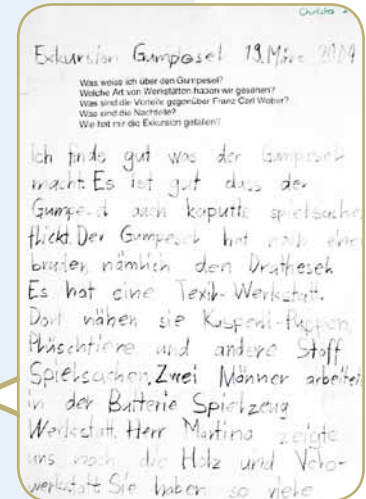 Christa
Exkursion Gumpesel 19. März 2004
Was weiss ich über den Gumpesel?
Welche Art von Werkstätten haben wir gesehen?
Was sind die Vorteile gegenüber Franz Carl Weber?
Was sind die Nachteile?
Wie hat mir die Exkursion gefallen?
Ich finde gut was der Gumpesel
macht. Es ist gut dass der
Gumpesel auch kaputte spielsachen
flickt. Der Gumpesel hat noch einen
bruder, nämlich den Drathesel.
Es hat eine Texil-Werkstatt.
Dort nähen sie Kasperli-Puppen,
Plüschtiere und andere Stoff
Spielsachen. Zwei Männer arbeiten
in der Batterie Spielzeug
Werkstatt. Herr Martino zeigte
uns noch die Holz und Velo-
werkstatt. Sie haben so viele